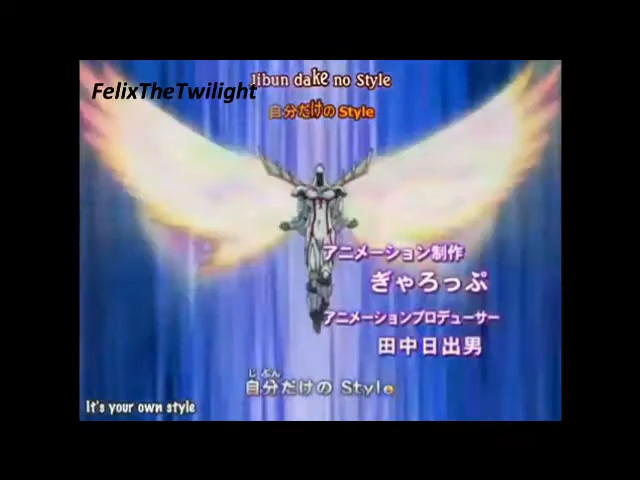 Jibun dake no Style
FelixTheTwilight
自分だけの Style
アニメーション制作
ぎゃろっぷ
アニメーションプロデューサー
田中日出男
じぶん
自分だけの Style
It's your own style